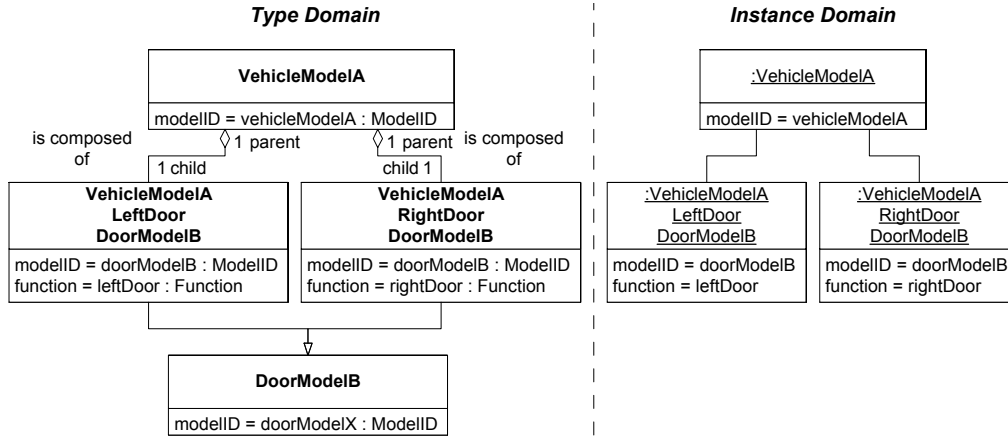 Type Domain
Instance Domain
VehicleModelA
modelID = vehicleModelA : ModelID
:VehicleModelA
modelID = vehicleModelA
is composed
of
1 parent
1 parent
is composed
of
1 child
child 1
VehicleModelA
LeftDoor
DoorModelB
modelID = doorModelB : ModelID
function = leftDoor : Function
VehicleModelA
RightDoor
DoorModelB
modelID = doorModelB : ModelID
function = rightDoor : Function
:VehicleModelA
LeftDoor
DoorModelB
modelID = doorModelB
function = leftDoor
:VehicleModelA
RightDoor
DoorModelB
modelID = doorModelB
function = rightDoor
DoorModelB
modelID = doorModelX : ModelID